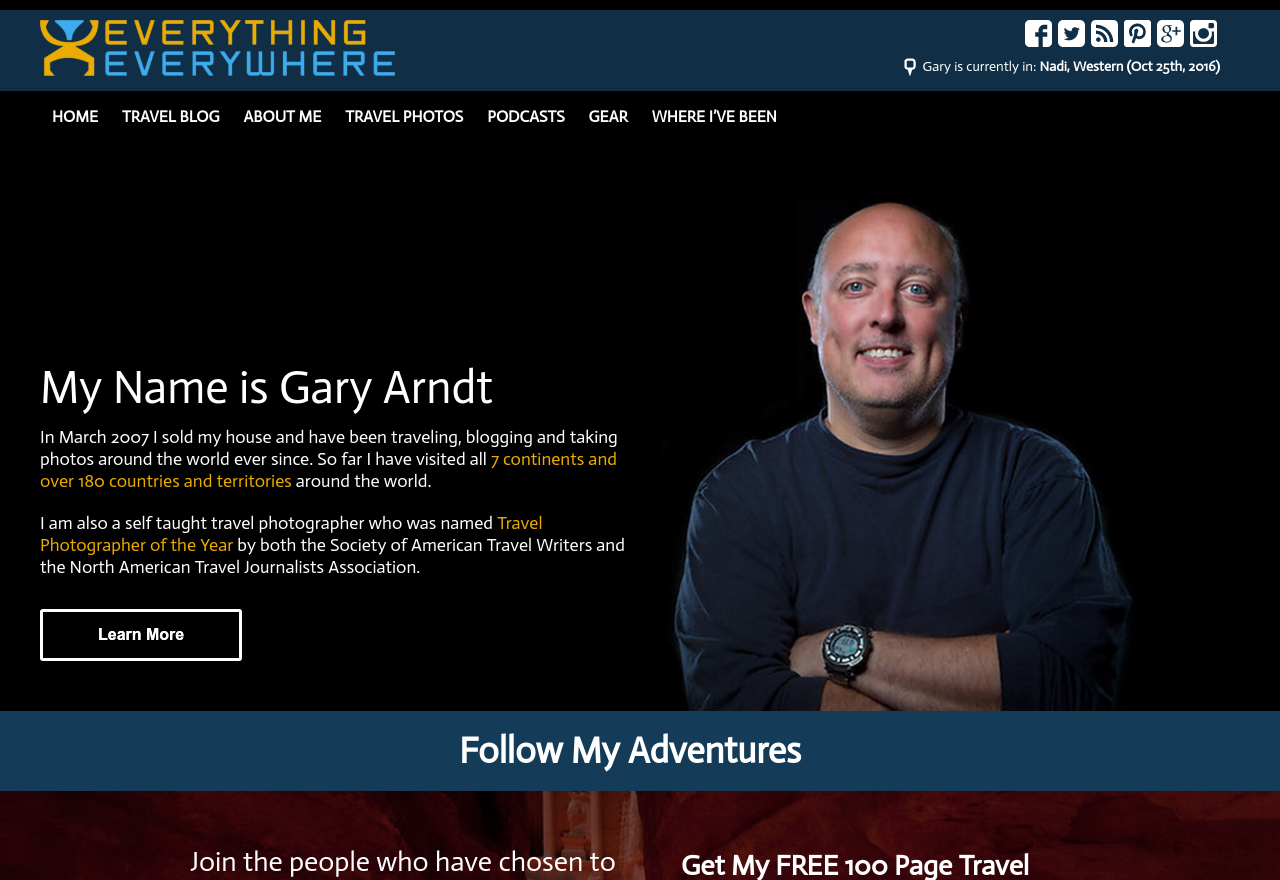 EVERYTHING
EVERYWHERE
Gary is currently in: Nadi, Western (Oct 25th, 2016)
HOME TRAVEL BLOG ABOUT ME TRAVEL PHOTOS PODCASTS GEAR WHERE I'VE BEEN
My Name is Gary Arndt
In March 2007 I sold my house and have been traveling, blogging and taking
photos around the world ever since. So far I have visited all 7 continents and
over 180 countries and territories around the world.
I am also a self taught travel photographer who was named Travel
Photographer of the Year by both the Society of American Travel Writers and
the North American Travel Journalists Association.
Learn More
Follow My Adventures
Join the people who have chosen to
Get My FREE 100 Page Travel